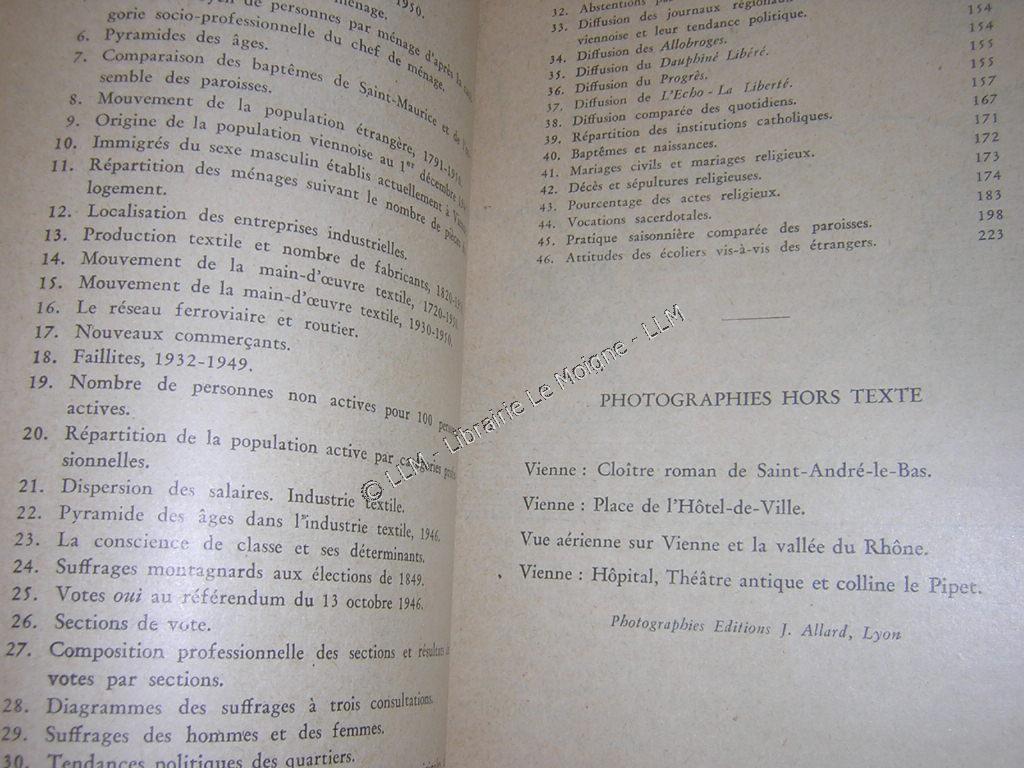 1950.
de personnes par ménage d'après la
gorie socio-professionnelle du chef de ménage.
6. Pyramides des âges.
7. Comparaison des baptêmes de Saint-Maurice et de
semble des paroisses.
8. Mouvement de la population étrangère, 1791-1950.
9. Origine de la population viennoise au 1er décembre
10. Immigrés du sexe masculin établis actuellement à
11. Répartition des ménages suivant le nombre de pièces
logement.
12. Localisation des entreprises industrielles.
13. Production textile et nombre de fabricants,
14. Mouvement de la main-d'œuvre textile, 1720-1950.
15. Mouvement de la main-d'œuvre textile, 1930-1950.
16. Le réseau ferroviaire et routier.
17. Nouveaux commerçants.
18. Faillites, 1932-1949.
19. Nombre de personnes non actives pour 100
actives.
20. Répartition de la population active par catégories
sionnelles.
21. Dispersion des salaires. Industrie textile.
22. Pyramide des âges dans l'industrie textile, 1946.
23. La conscience de classe et ses déterminants.
24. Suffrages montagnards aux élections de 1849.
25. Votes oui au référendum du 13 octobre 1946.
26. Sections de vote.
27. Composition professionnelle des sections et
votes par sections.
28. Diagrammes des suffrages à trois consultations.
29. Suffrages des hommes et des femmes.
30. Tendances politiques des quartiers.
32. Abstentions
33. Diffusion des journaux
viennoise et leur tendance politique. 154
34. Diffusion des Allobroges. 154
35. Diffusion du Dauphiné Libéré. 155
36. Diffusion du Progrès. 155
37. Diffusion de L'Echo - La Liberté. 157
38. Diffusion comparée des quotidiens. 167
39. Répartition des institutions catholiques. 171
40. Baptêmes et naissances. 172
41. Mariages civils et mariages religieux. 173
42. Décès et sépultures religieuses. 174
43. Pourcentage des actes religieux. 183
44. Vocations sacerdotales. 198
45. Pratique saisonnière comparée des paroisses. 223
46. Attitudes des écoliers vis-à-vis des étrangers.
PHOTOGRAPHIES HORS TEXTE
Vienne : Cloître roman de Saint-André-le-Bas.
Vienne : Place de l'Hôtel-de-Ville.
Vue aérienne sur Vienne et la vallée du Rhône.
Vienne : Hôpital, Théâtre antique et colline le Pipet.
Photographies Editions J. Allard, Lyon
© LLM - Librairie Le Moigne - LLM